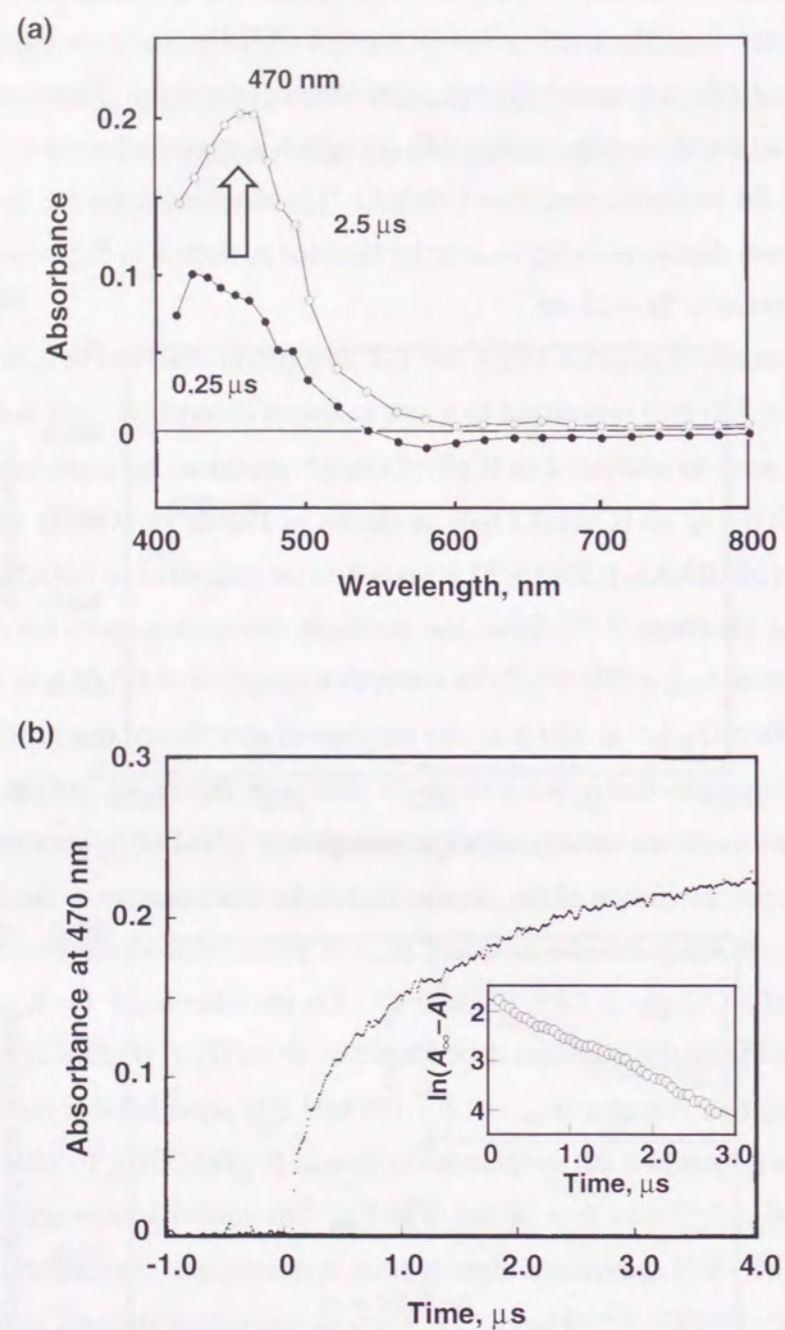 (a)
470 nm
0.2
2.5 µs
0.1
0.25 µs
0
Absorbance
400 500 600 700 800
Wavelength, nm
(b)
0.3
0.2
0.1
0
Absorbance at 470 nm
-1.0 0 1.0 2.0 3.0 4.0
Time, µs
2
3
4
ln(A∞–A)
0 1.0 2.0 3.0
Time, µs